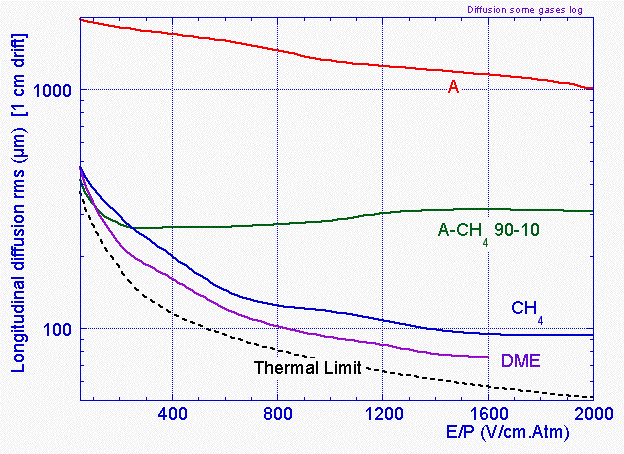 Diffusion some gases log
Longitudinal diffusion rms (µm) [1 cm drift]
1000
100
A
A-CH4 90-10
CH4
DME
Thermal Limit
400 800 1200 1600 2000
E/P (V/cm.Atm)